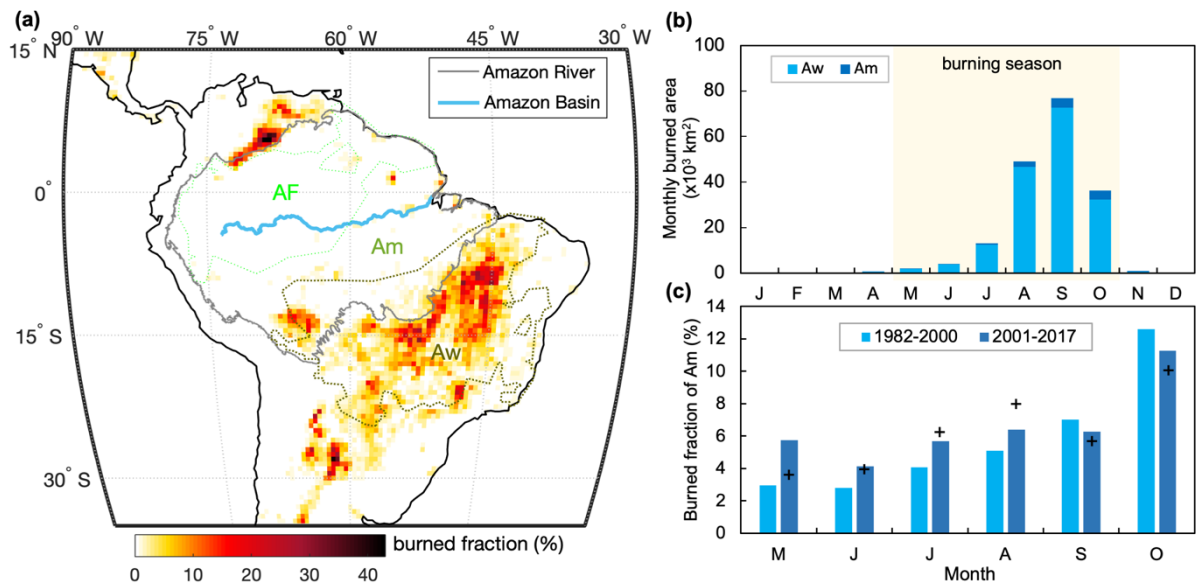 (a)
90° W 75° W 60° W 45° W 30° W
15° N
Amazon River
Amazon Basin
0°
AF
Am
15° S
Aw
30° S
burned fraction (%)
0 10 20 30 40
(b)
Monthly burned area
(x10³ km²)
100
80
60
40
20
0
Aw Am
burning season
J F M A M J J A S O N D
(c)
Burned fraction of Am (%)
14
12
10
8
6
4
2
0
1982-2000 2001-2017
M J J A S O
Month